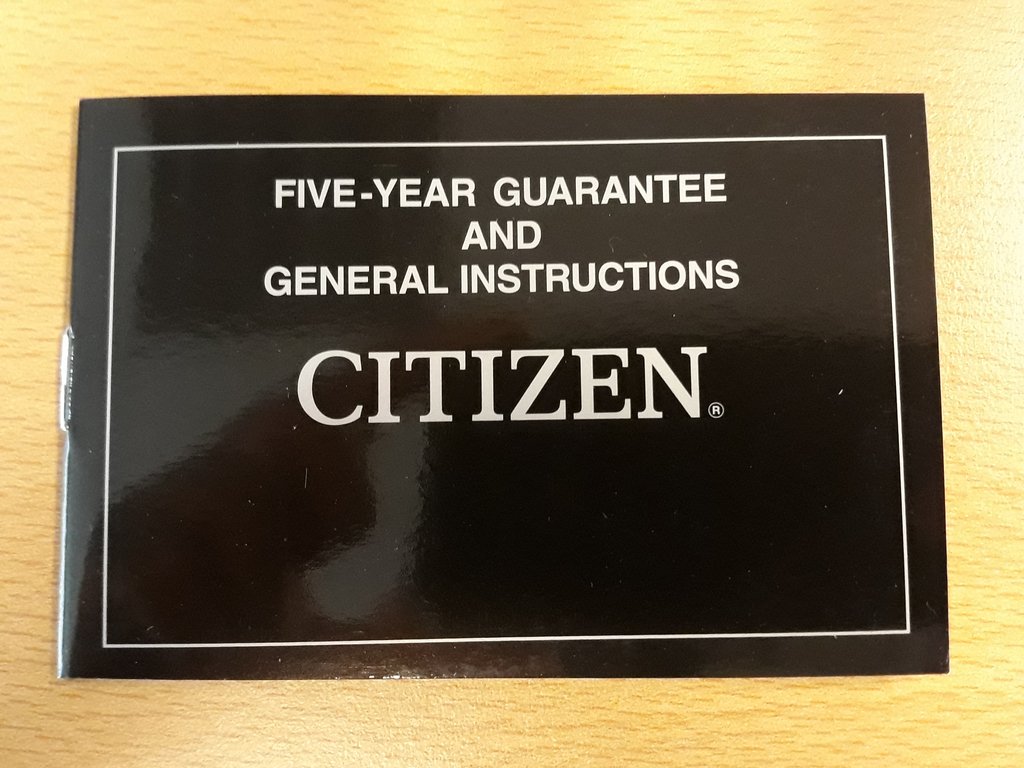 FIVE-YEAR GUARANTEE
AND
GENERAL INSTRUCTIONS
CITIZEN®